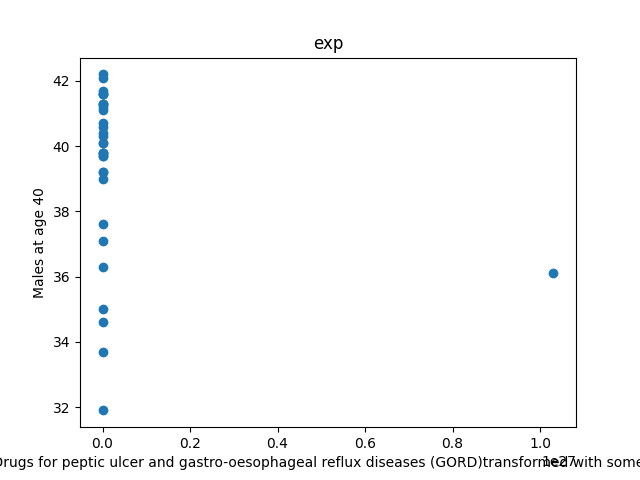 exp
Males at age 40
42
40
38
36
34
32
0.0 0.2 0.4 0.6 0.8 1.0
1e27
Drugs for peptic ulcer and gastro-oesophageal reflux diseases (GORD)transformed with some